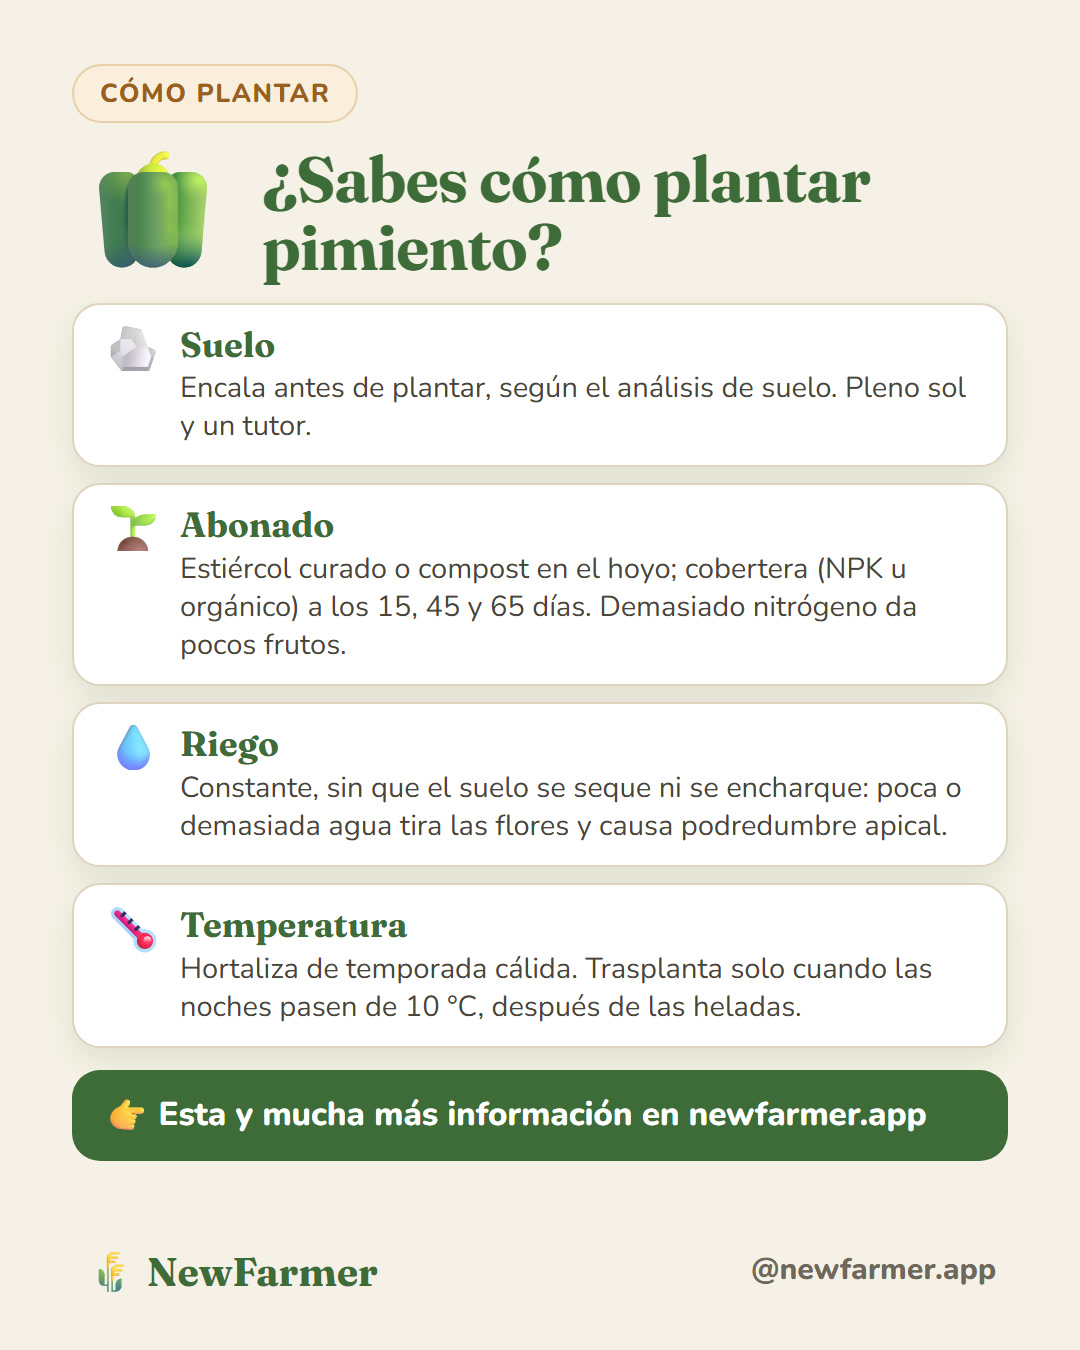 CÓMO PLANTAR
¿Sabes cómo plantar
pimiento?
Suelo
Encala antes de plantar, según el análisis de suelo. Pleno sol
y un tutor.
Abonado
Estiércol curado o compost en el hoyo; cobertera (NPK u
orgánico) a los 15, 45 y 65 días. Demasiado nitrógeno da
pocos frutos.
Riego
Constante, sin que el suelo se seque ni se encharque: poca o
demasiada agua tira las flores y causa podredumbre apical.
Temperatura
Hortaliza de temporada cálida. Trasplanta solo cuando las
noches pasen de 10 °C, después de las heladas.
Esta y mucha más información en newfarmer.app
NewFarmer
@newfarmer.app